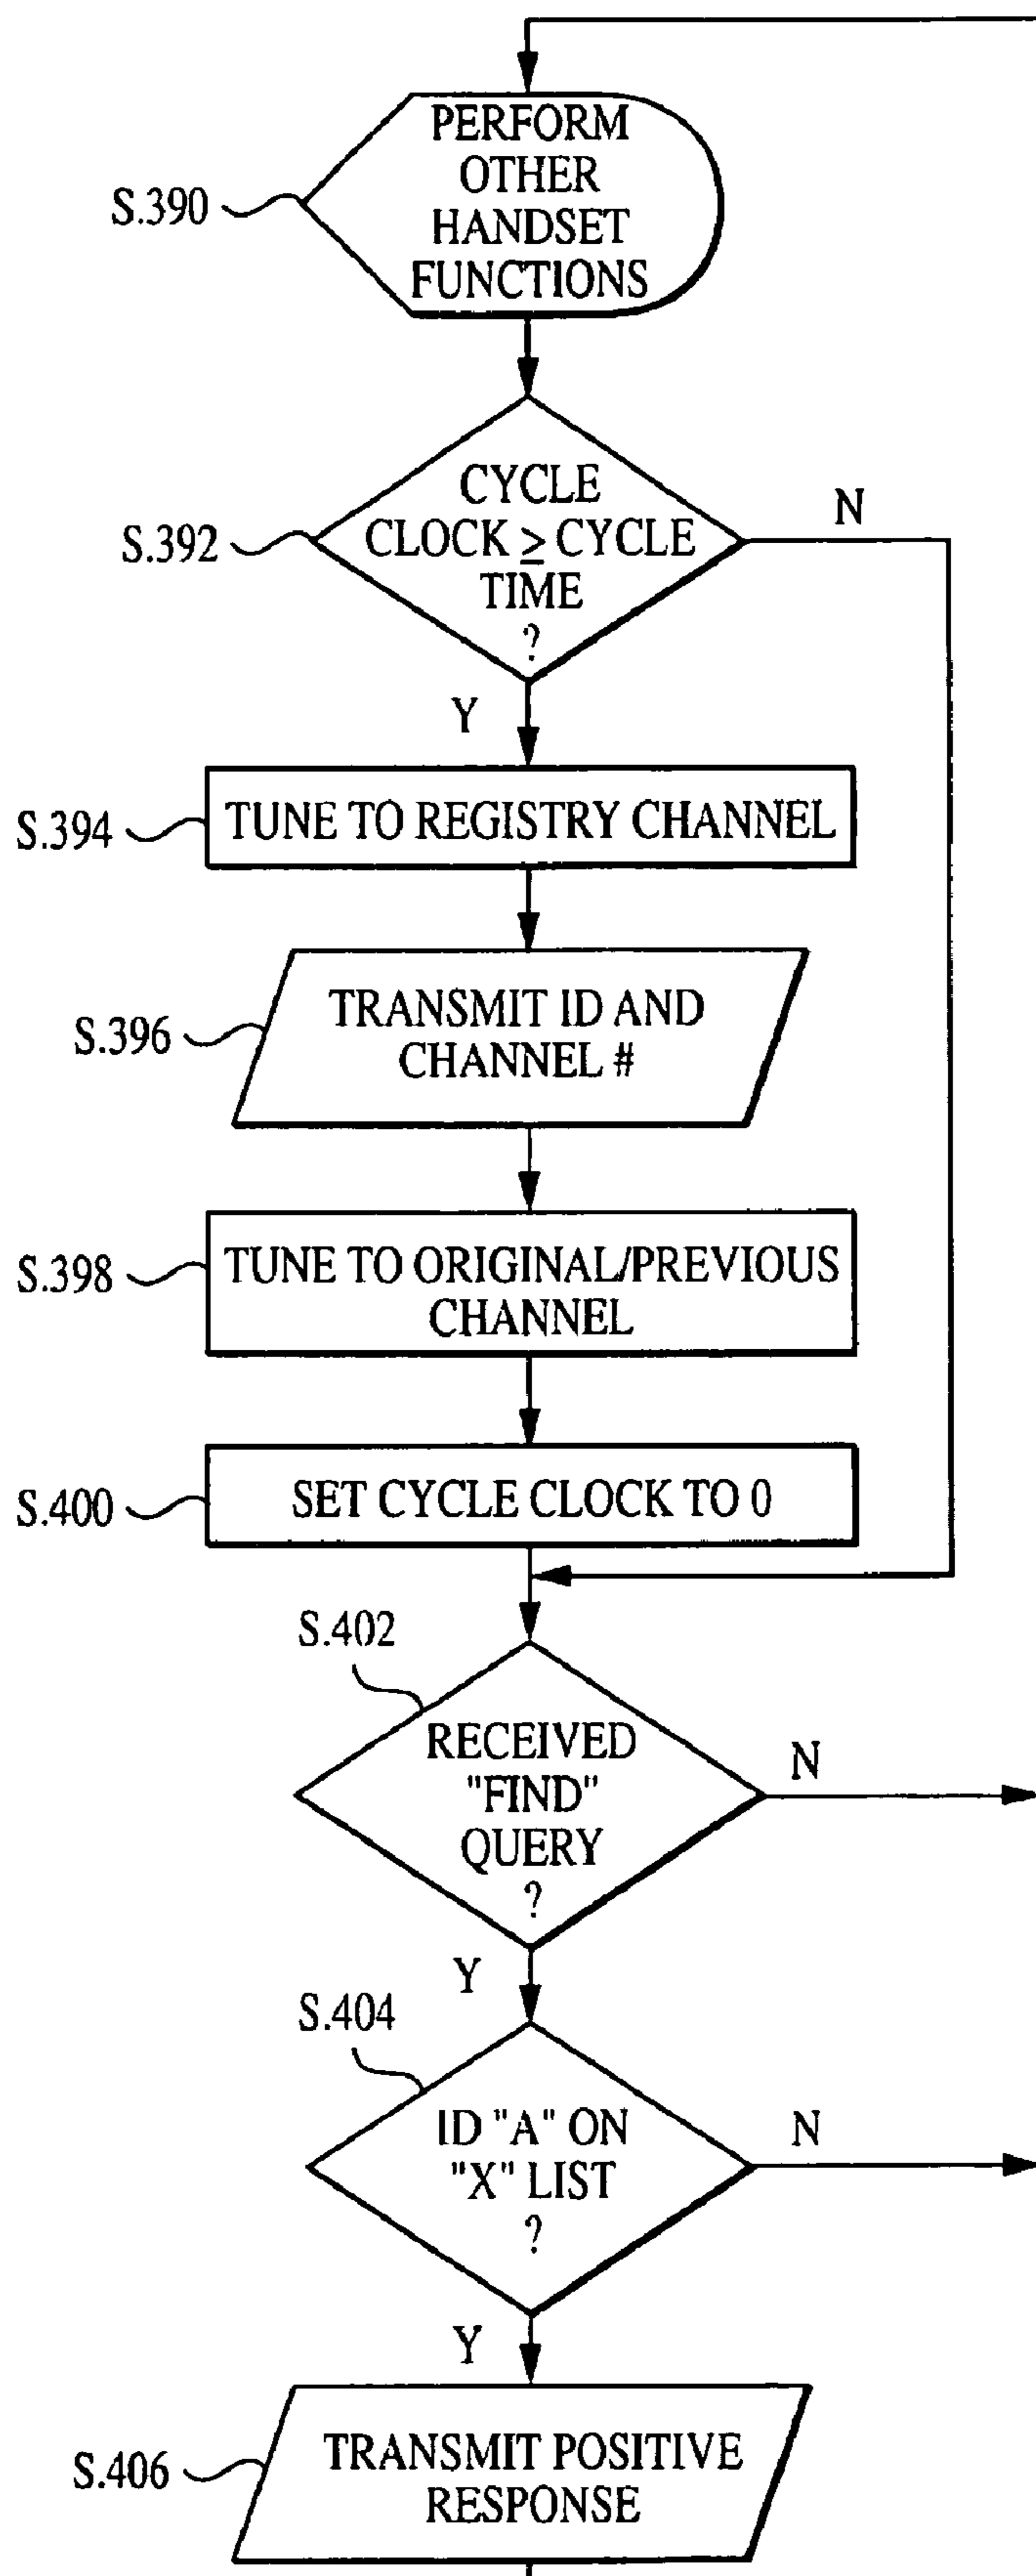 PERFORM
OTHER
HANDSET
FUNCTIONS
S.390
CYCLE
CLOCK ≥ CYCLE
TIME
?
S.392
N
Y
S.394
TUNE TO REGISTRY CHANNEL
S.396
TRANSMIT ID AND
CHANNEL #
S.398
TUNE TO ORIGINAL/PREVIOUS
CHANNEL
S.400
SET CYCLE CLOCK TO 0
S.402
RECEIVED
"FIND"
QUERY
?
N
Y
S.404
ID "A" ON
"X" LIST
?
N
Y
S.406
TRANSMIT POSITIVE
RESPONSE